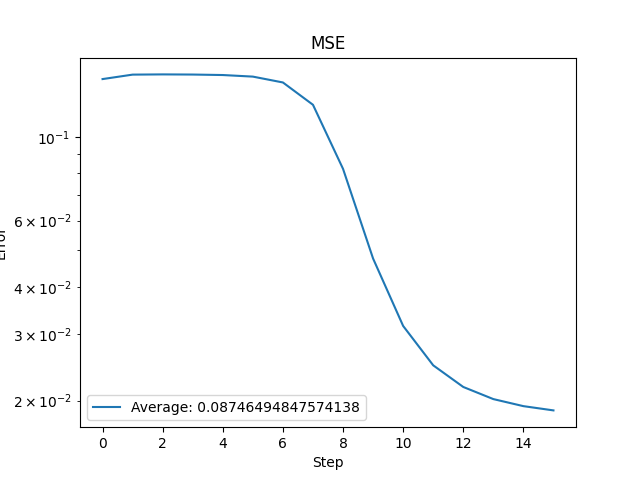 MSE
Error
10⁻¹
6 × 10⁻²
4 × 10⁻²
3 × 10⁻²
2 × 10⁻²
Average: 0.08746494847574138
0 2 4 6 8 10 12 14
Step